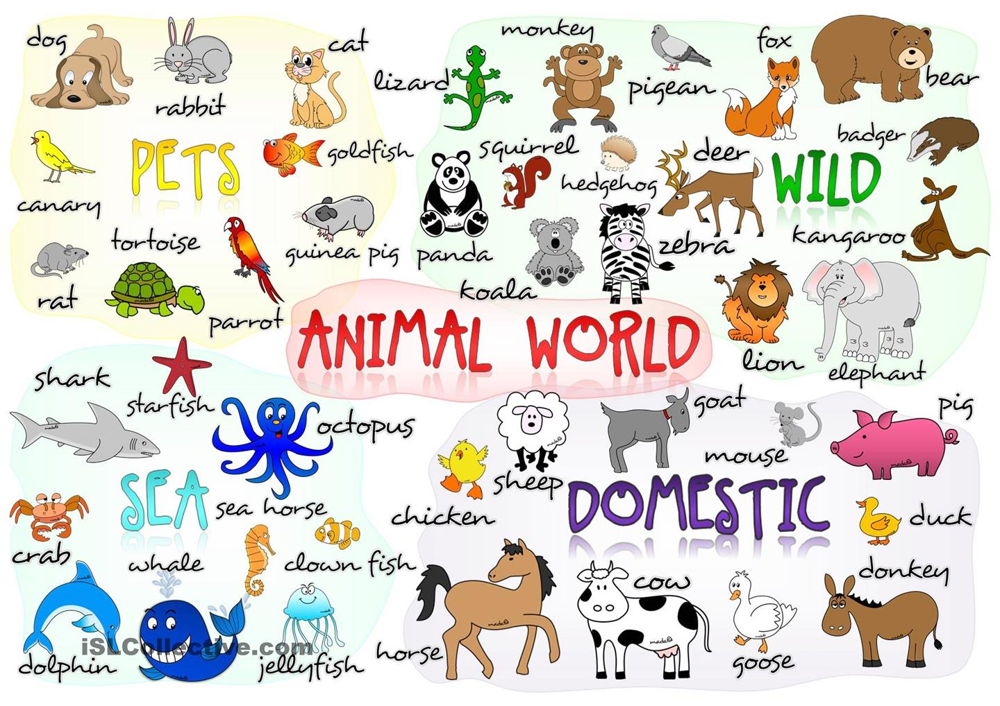 dog
rabbit
cat
PETS
goldfish
canary
tortoise
guinea pig
rat
parrot
monkey
fox
lizard
pigean
bear
squirrel
deer
badger
hedgehog
WILD
panda
zebra
kangaroo
koala
lion
elephant
ANIMAL WORLD
shark
starfish
octopus
SEA
sea horse
crab
whale
clown fish
dolphin
jellyfish
iSLCollective.com
goat
pig
mouse
sheep
chicken
DOMESTIC
duck
cow
donkey
horse
goose